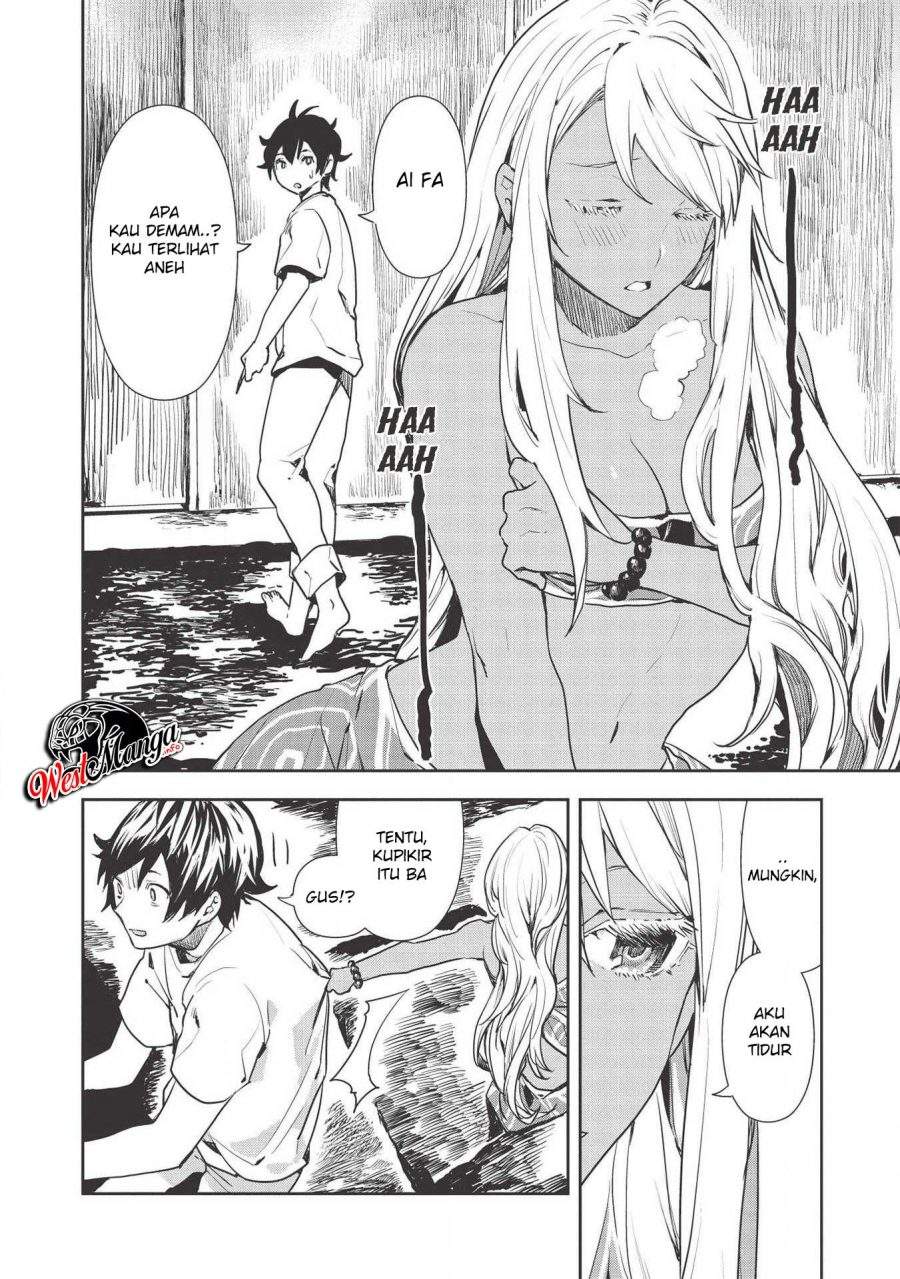 HAA
AAH
AI FA
APA
KAU DEMAM..?
KAU TERLIHAT
ANEH
HAA
AAH
WestManga
.info
..
MUNGKIN,
AKU
AKAN
TIDUR
TENTU,
KUPIKIR
ITU BA
GUS!?